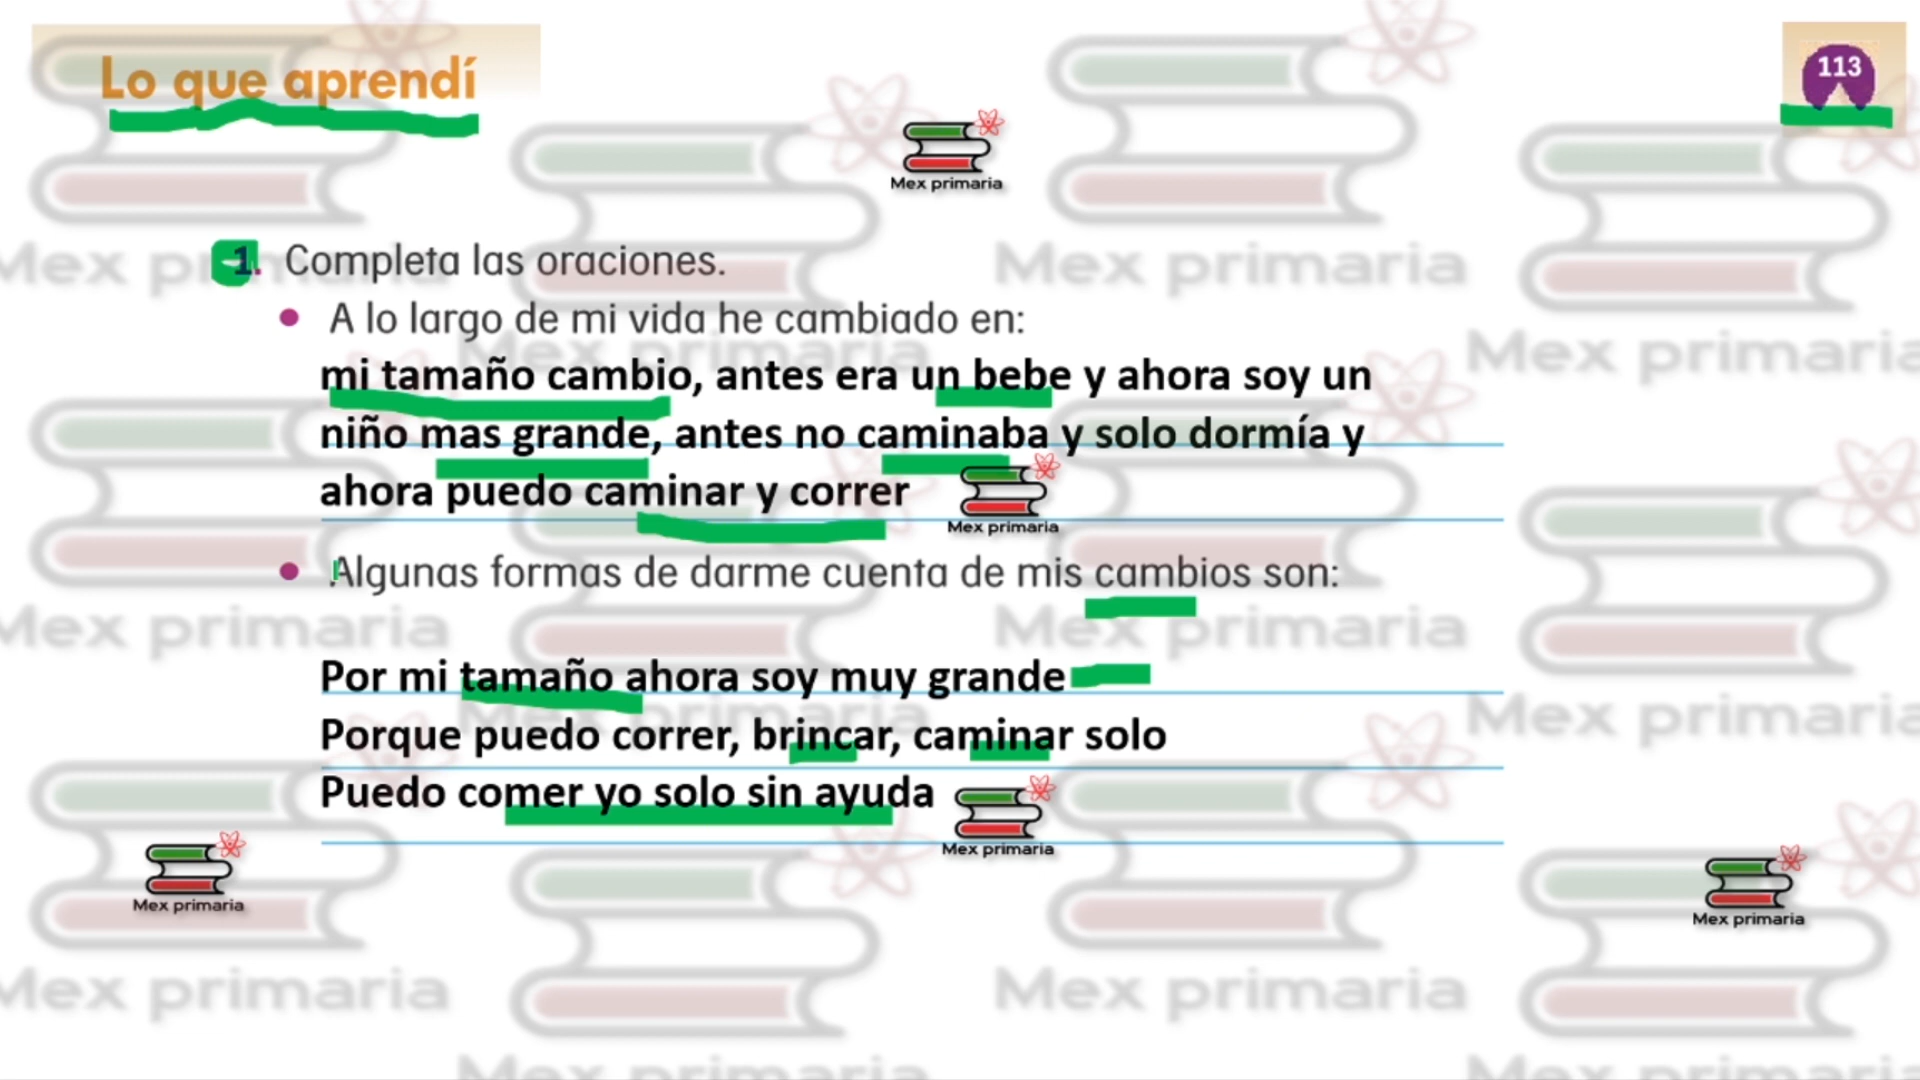 Lo que aprendí
113
Mex primaria
1. Completa las oraciones.
• A lo largo de mi vida he cambiado en:
mi tamaño cambio, antes era un bebe y ahora soy un
niño mas grande, antes no caminaba y solo dormía y
ahora puedo caminar y correr
Mex primaria
• Algunas formas de darme cuenta de mis cambios son:
Por mi tamaño ahora soy muy grande
Porque puedo correr, brincar, caminar solo
Puedo comer yo solo sin ayuda
Mex primaria
Mex primaria
Mex primaria